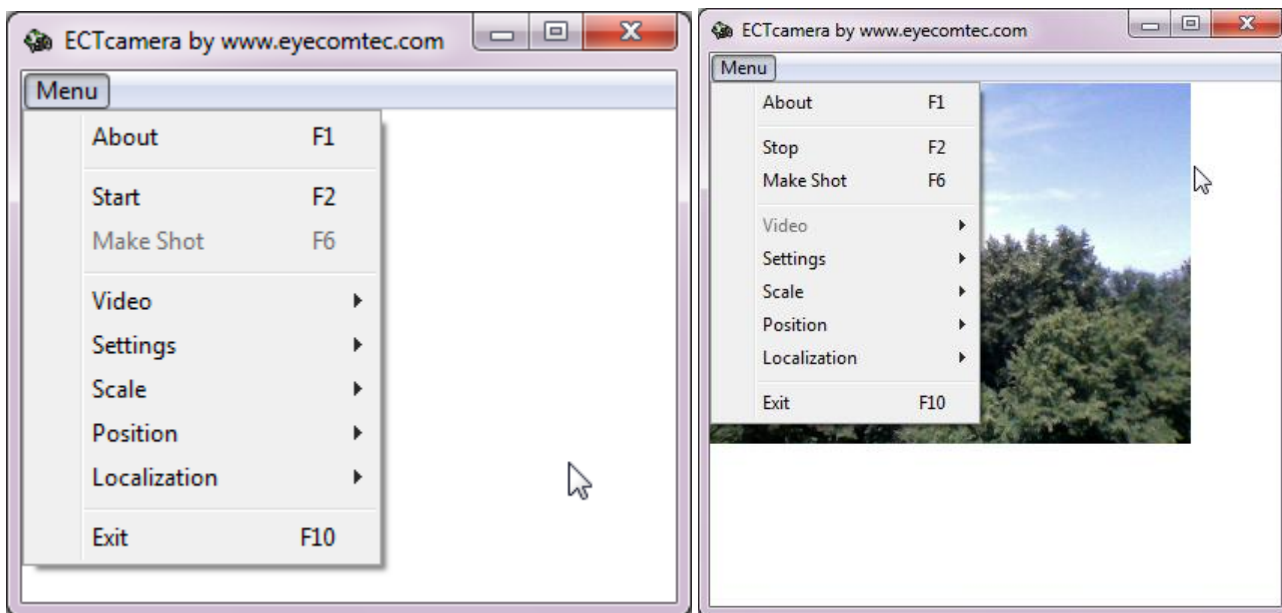 ECTcamera by www.eyecomtec.com
Menu
About F1
Start F2
Make Shot F6
Video
Settings
Scale
Position
Localization
Exit F10
ECTcamera by www.eyecomtec.com
Menu
About F1
Stop F2
Make Shot F6
Video
Settings
Scale
Position
Localization
Exit F10